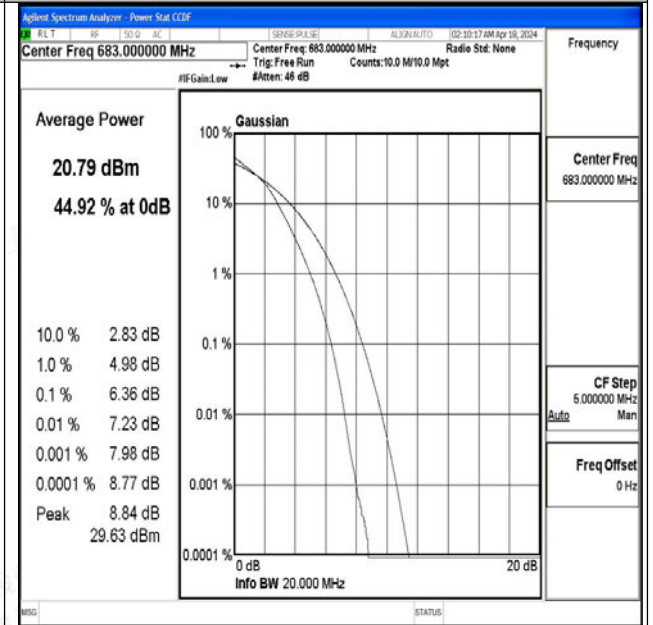 Agilent Spectrum Analyzer - Power Stat CCDF
RLT RF 50 Ω AC SENSE:PULSE ALIGNAUTO 02:10:17 AM Apr 18, 2024
Center Freq 683.000000 MHz
Center Freq: 683.000000 MHz Radio Std: None
Trig: Free Run Counts:10.0 M/10.0 Mpt
#IFGain:Low #Atten: 46 dB
Frequency
Average Power
20.79 dBm
44.92 % at 0dB
10.0 % 2.83 dB
1.0 % 4.98 dB
0.1 % 6.36 dB
0.01 % 7.23 dB
0.001 % 7.98 dB
0.0001 % 8.77 dB
Peak 8.84 dB
29.63 dBm
Gaussian
100 %
10 %
1 %
0.1 %
0.01 %
0.001 %
0.0001 %
0 dB 20 dB
Info BW 20.000 MHz
Center Freq
683.000000 MHz
CF Step
5.000000 MHz
Auto Man
Freq Offset
0 Hz
MSG STATUS